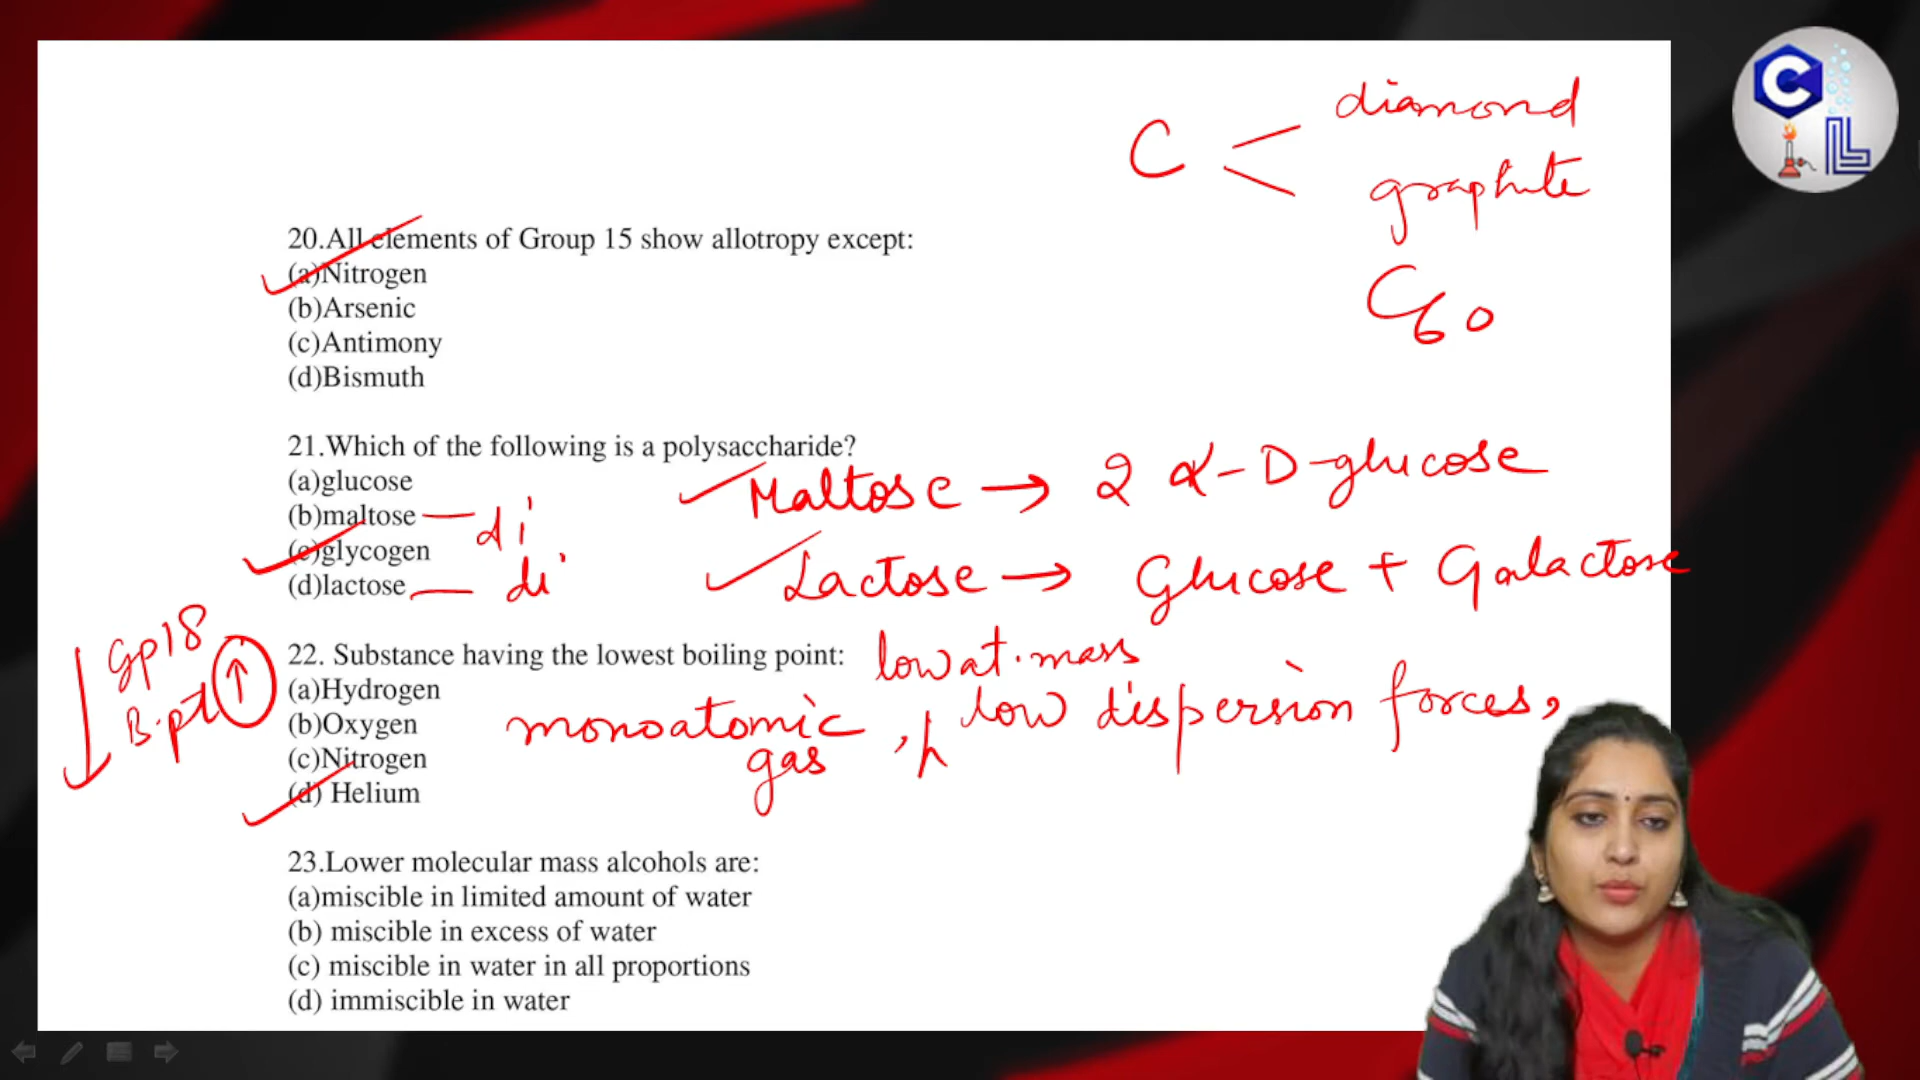 C L
C < diamond
graphite
C60
20.All elements of Group 15 show allotropy except:
(a)Nitrogen
(b)Arsenic
(c)Antimony
(d)Bismuth
21.Which of the following is a polysaccharide?
(a)glucose
(b)maltose — di
(c)glycogen
(d)lactose — di
Maltose → 2 α-D-glucose
Lactose → Glucose + Galactose
Gp18
B.pt ↑
22. Substance having the lowest boiling point:
low at. mass
(a)Hydrogen
(b)Oxygen
(c)Nitrogen
(d) Helium
monoatomic gas, low dispersion forces,
23.Lower molecular mass alcohols are:
(a)miscible in limited amount of water
(b) miscible in excess of water
(c) miscible in water in all proportions
(d) immiscible in water